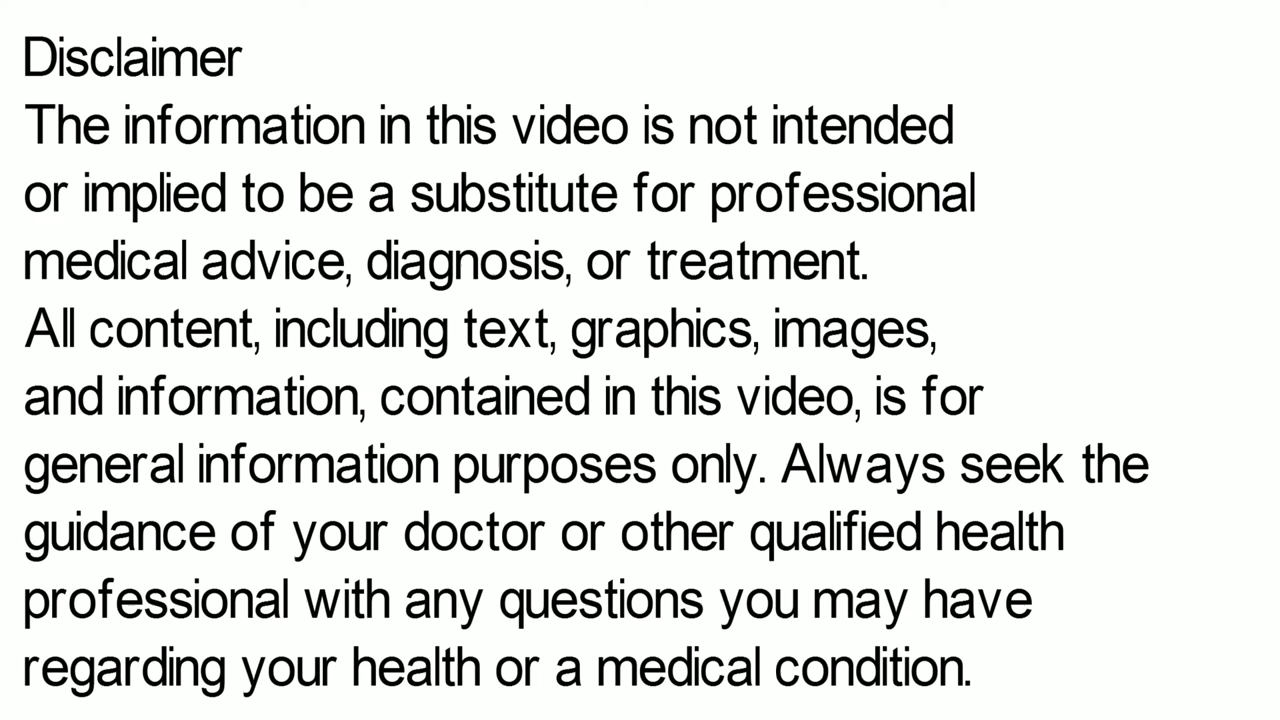 Disclaimer
The information in this video is not intended
or implied to be a substitute for professional
medical advice, diagnosis, or treatment.
All content, including text, graphics, images,
and information, contained in this video, is for
general information purposes only. Always seek the
guidance of your doctor or other qualified health
professional with any questions you may have
regarding your health or a medical condition.